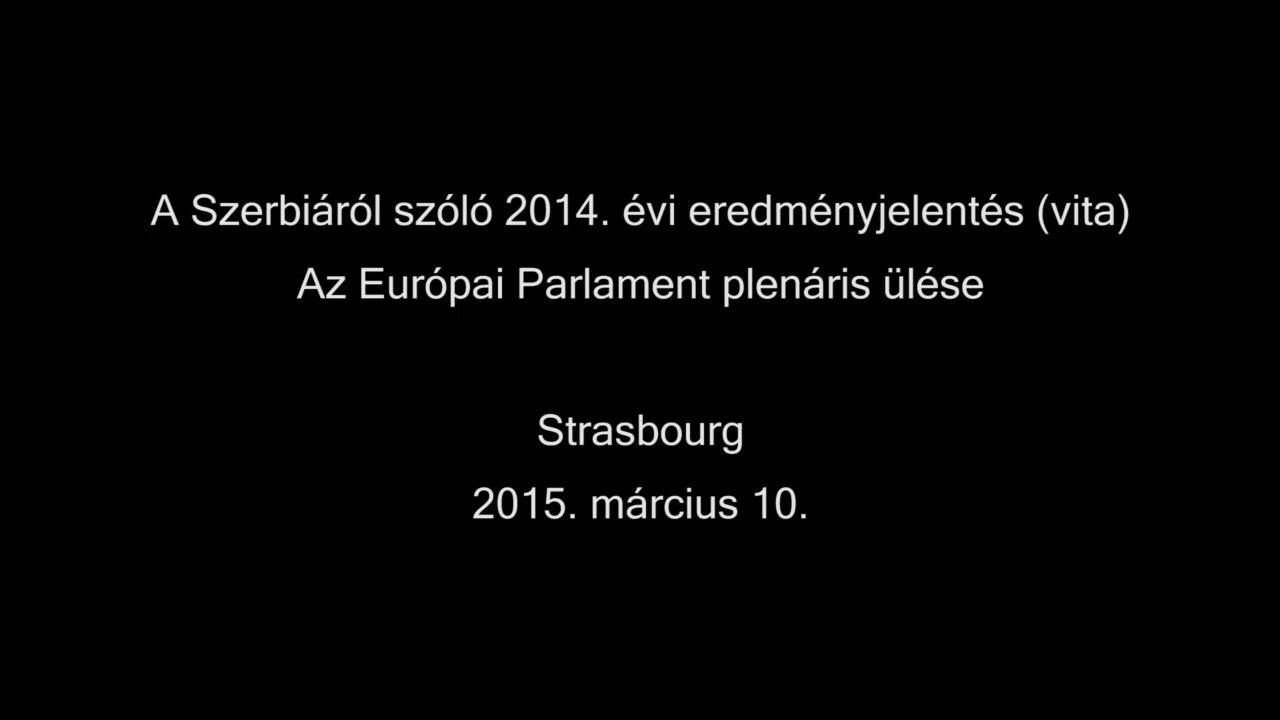 A Szerbiáról szóló 2014. évi eredményjelentés (vita)
Az Európai Parlament plenáris ülése
Strasbourg
2015. március 10.